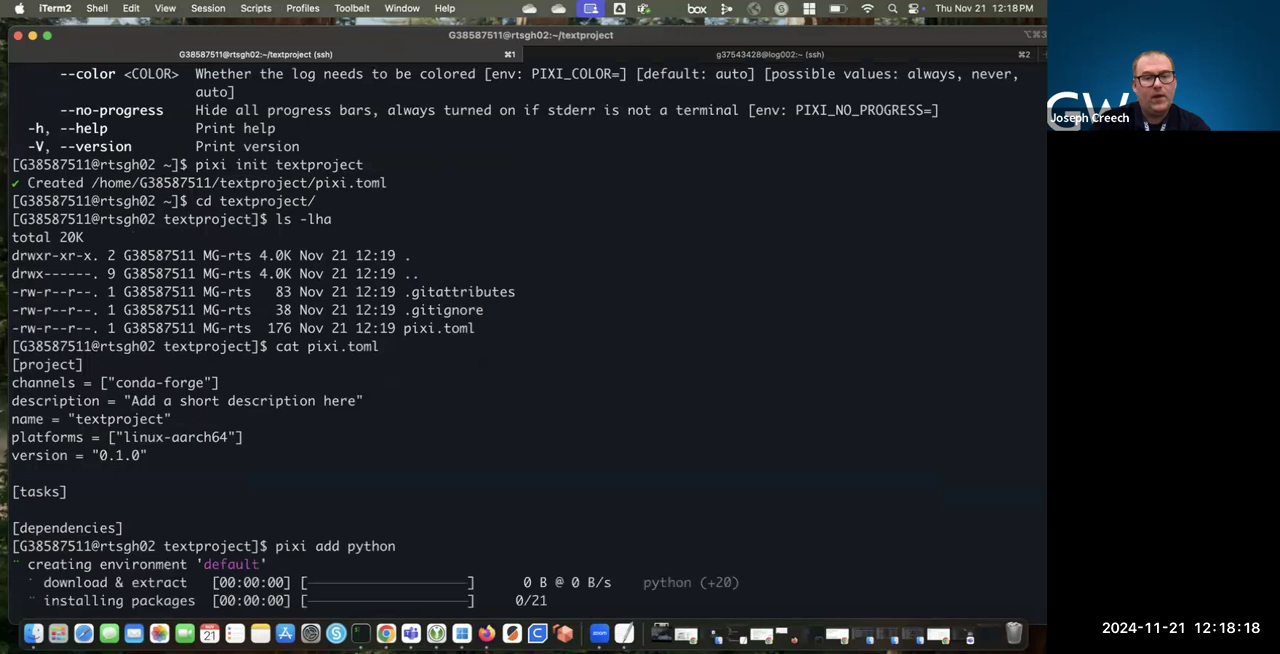 iTerm2 Shell Edit View Session Scripts Profiles Toolbelt Window Help box Thu Nov 21 12:18 PM
G38587511@rtsgh02:~/textproject
⌥⌘3
G38587511@rtsgh02:~/textproject (ssh) ⌘1 g37543428@log002:~ (ssh) ⌘2
--color <COLOR> Whether the log needs to be colored [env: PIXI_COLOR=] [default: auto] [possible values: always, never,
auto]
--no-progress Hide all progress bars, always turned on if stderr is not a terminal [env: PIXI_NO_PROGRESS=]
-h, --help Print help
-V, --version Print version
[G38587511@rtsgh02 ~]$ pixi init textproject
✔ Created /home/G38587511/textproject/pixi.toml
[G38587511@rtsgh02 ~]$ cd textproject/
[G38587511@rtsgh02 textproject]$ ls -lha
total 20K
drwxr-xr-x. 2 G38587511 MG-rts 4.0K Nov 21 12:19 .
drwx------. 9 G38587511 MG-rts 4.0K Nov 21 12:19 ..
-rw-r--r--. 1 G38587511 MG-rts 83 Nov 21 12:19 .gitattributes
-rw-r--r--. 1 G38587511 MG-rts 38 Nov 21 12:19 .gitignore
-rw-r--r--. 1 G38587511 MG-rts 176 Nov 21 12:19 pixi.toml
[G38587511@rtsgh02 textproject]$ cat pixi.toml
[project]
channels = ["conda-forge"]
description = "Add a short description here"
name = "textproject"
platforms = ["linux-aarch64"]
version = "0.1.0"
[tasks]
[dependencies]
[G38587511@rtsgh02 textproject]$ pixi add python
creating environment 'default'
download & extract [00:00:00] [────────────────────] 0 B @ 0 B/s python (+20)
installing packages [00:00:00] [────────────────────] 0/21
GW
Joseph Creech
NOV
21
zoom
2024-11-21 12:18:18